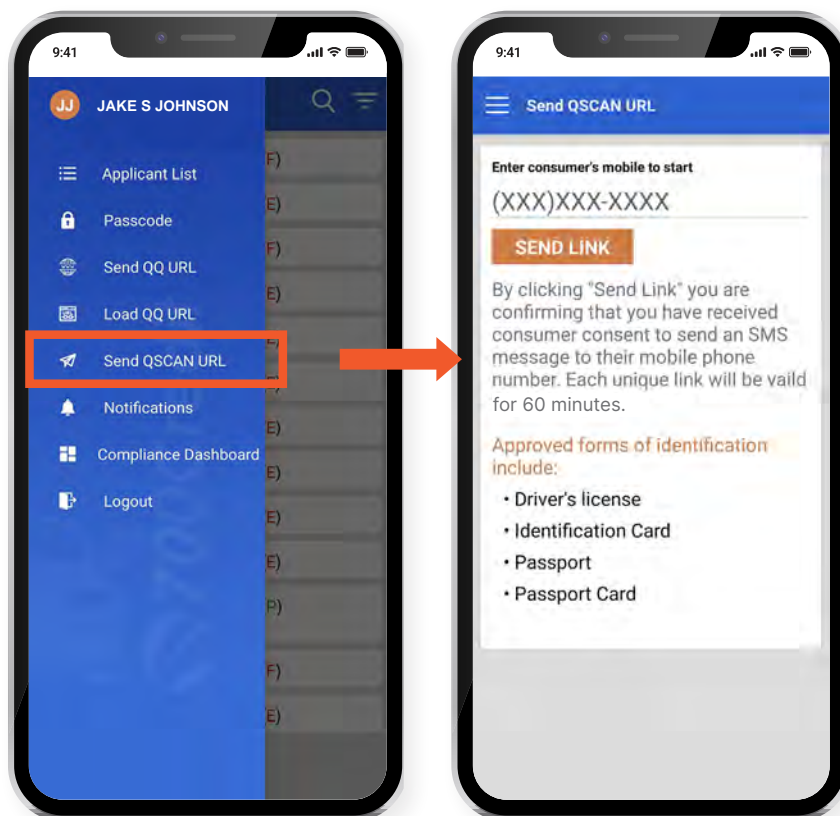 9:41
JJ JAKE S JOHNSON
Applicant List
Passcode
Send QQ URL
Load QQ URL
Send QSCAN URL
Notifications
Compliance Dashboard
Logout
F)
E)
F)
E)
E)
E)
E)
E)
E)
E)
P)
F)
E)
9:41
Send QSCAN URL
Enter consumer's mobile to start
(XXX)XXX-XXXX
SEND LINK
By clicking "Send Link" you are
confirming that you have received
consumer consent to send an SMS
message to their mobile phone
number. Each unique link will be vaild
for 60 minutes.
Approved forms of identification
include:
• Driver's license
• Identification Card
• Passport
• Passport Card